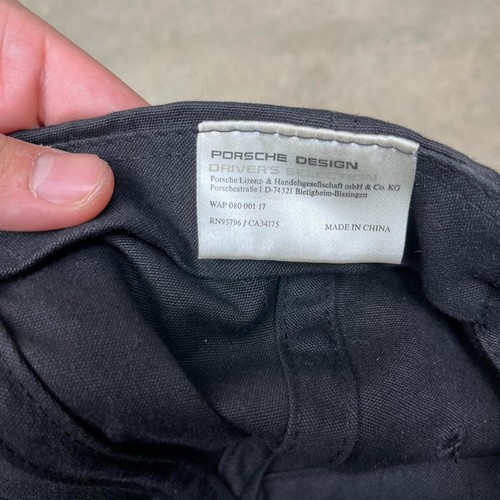 PORSCHE DESIGN
DRIVER'S SELECTION
Porsche Lizenz- & Handelsgesellschaft mbH & Co. KG
Porschestraße 1 D-74321 Bietigheim-Bissingen
WAP 080 001 17
RN95796 / CA34175 MADE IN CHINA